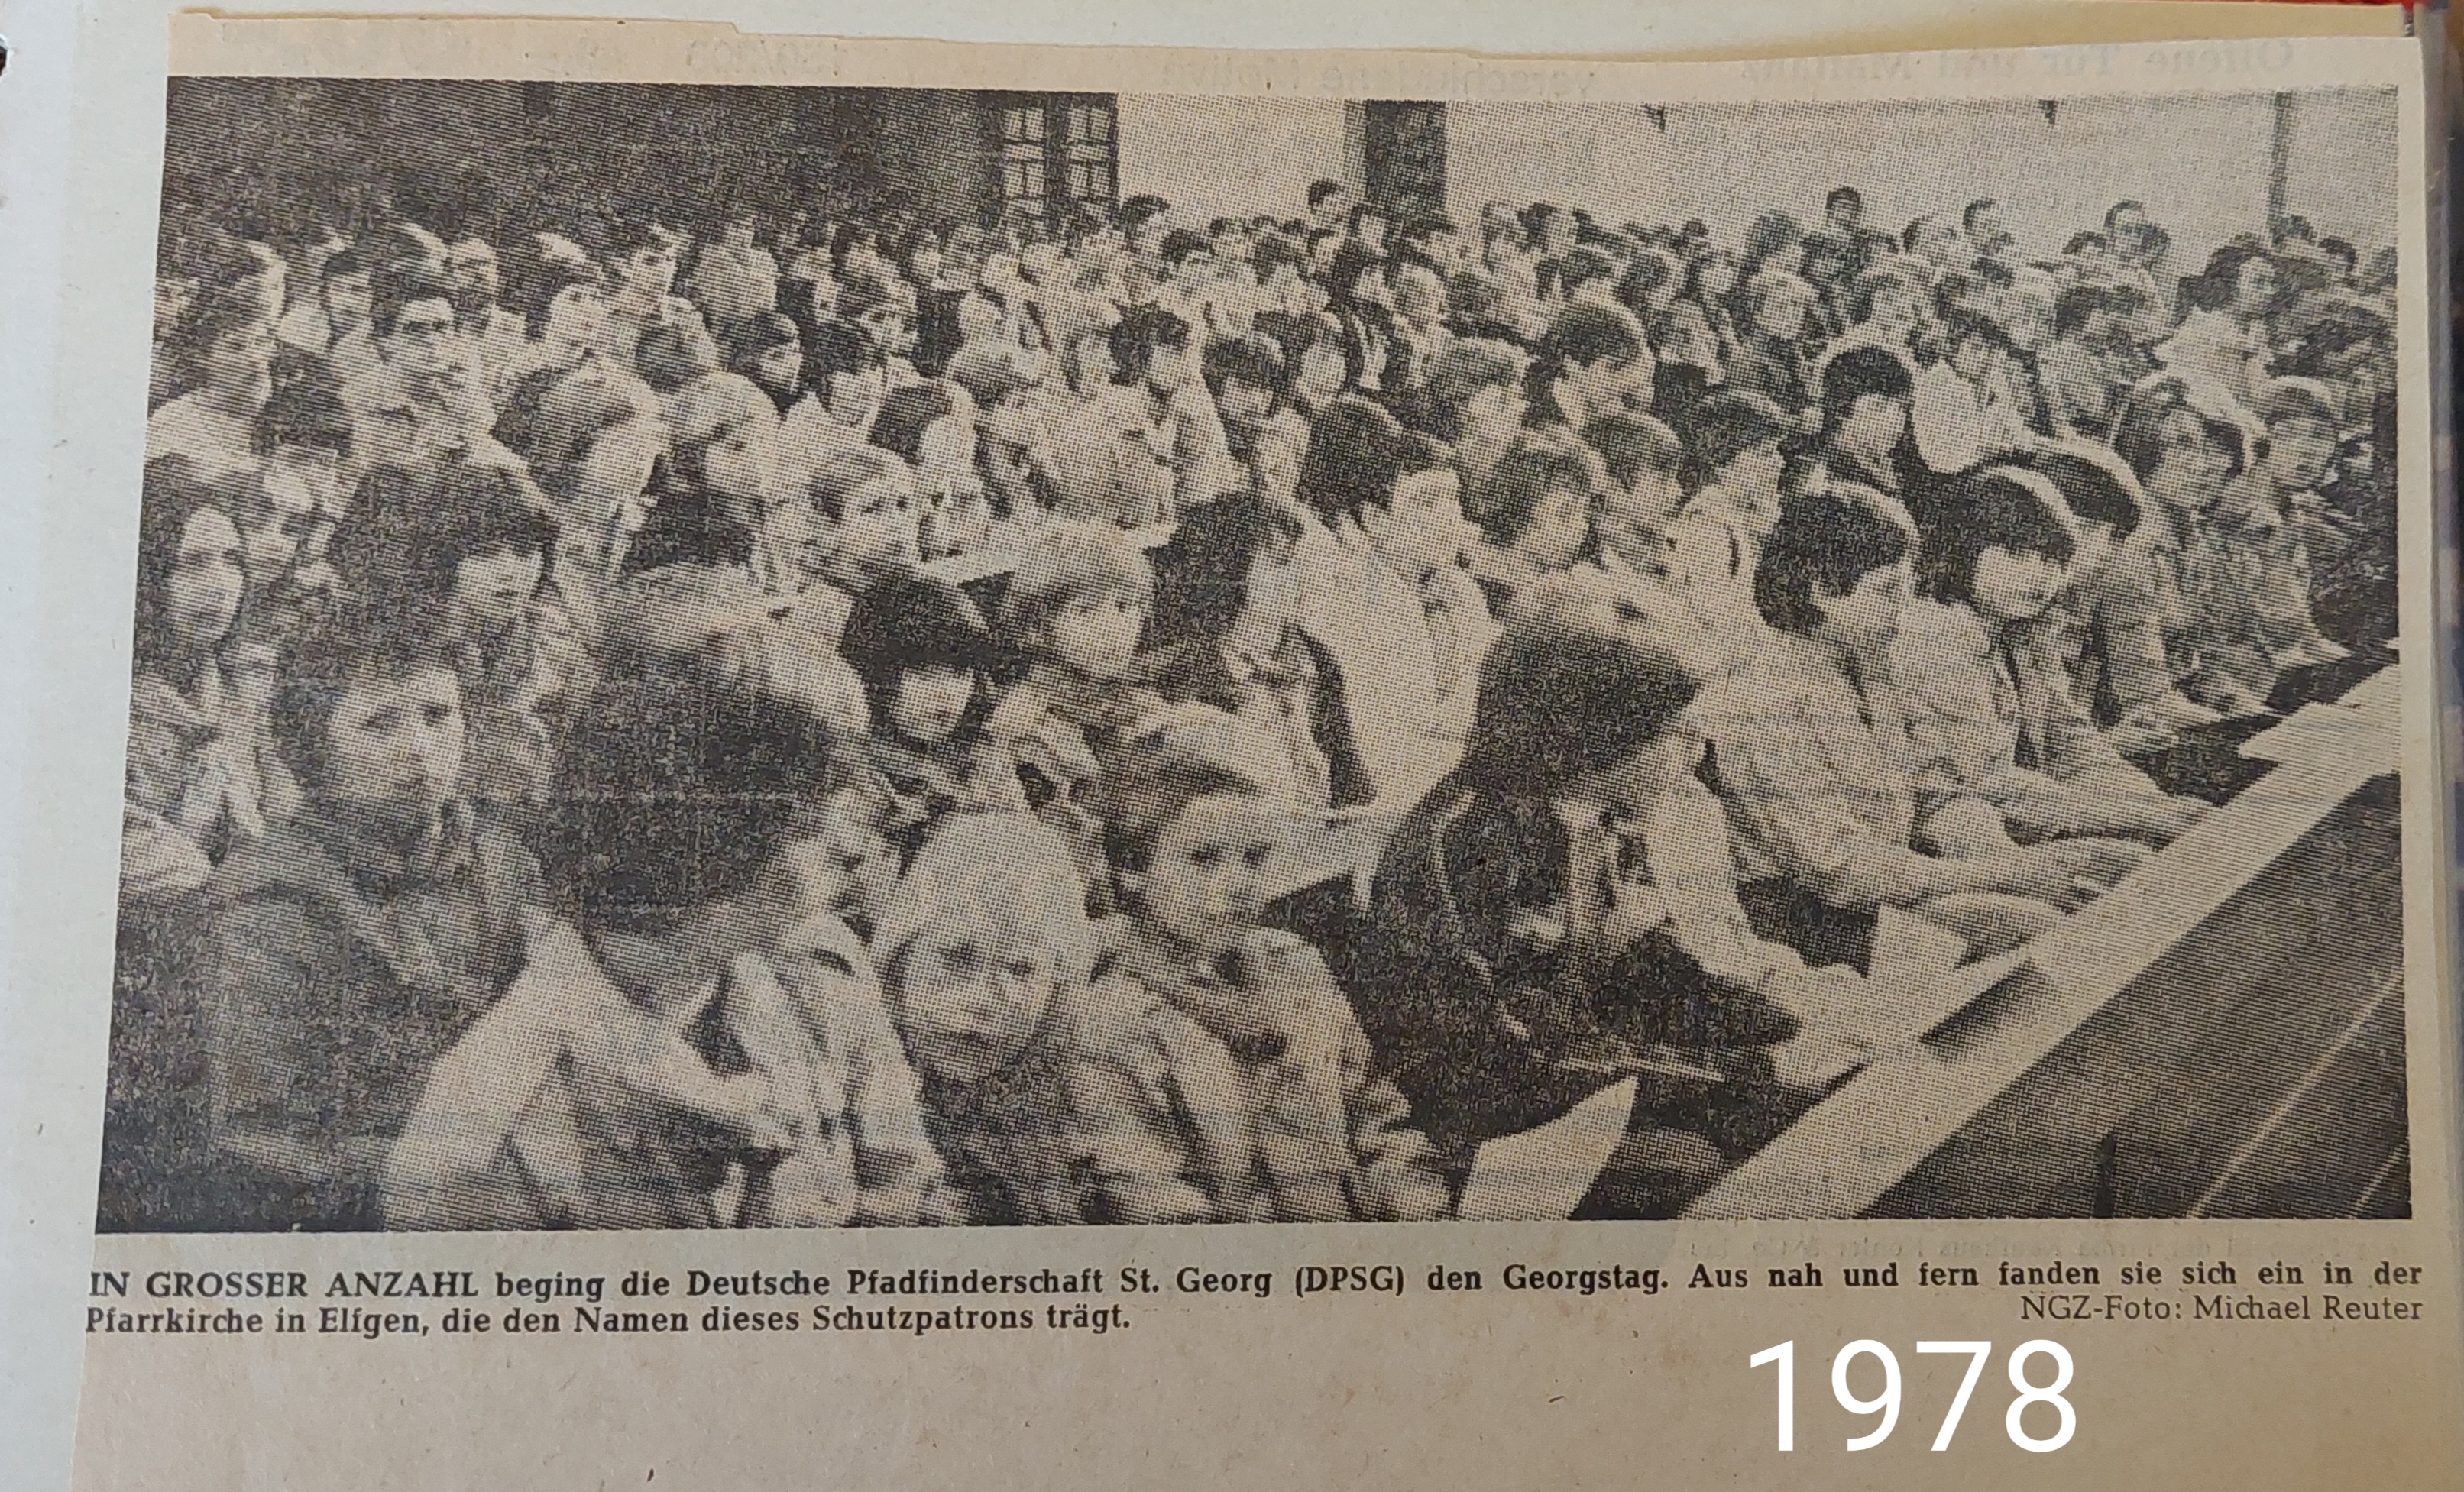 IN GROSSER ANZAHL beging die Deutsche Pfadfinderschaft St. Georg (DPSG) den Georgstag. Aus nah und fern fanden sie sich ein in der
Pfarrkirche in Elfgen, die den Namen dieses Schutzpatrons trägt. NGZ-Foto: Michael Reuter
1978